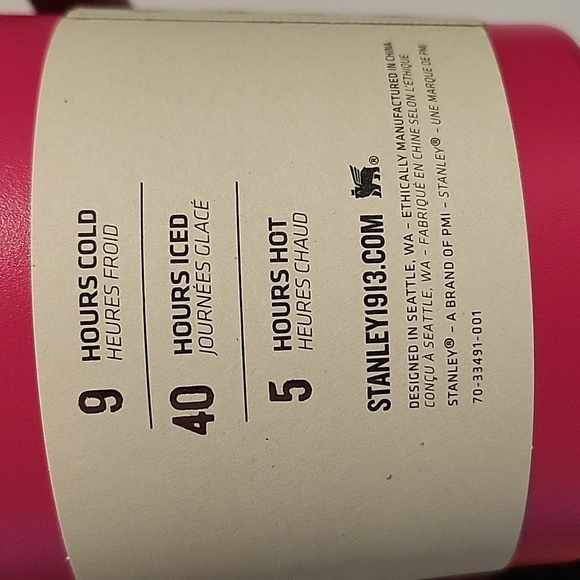 9 HOURS COLD
HEURES FROID
40 HOURS ICED
JOURNÉES GLACÉ
5 HOURS HOT
HEURES CHAUD
STANLEY1913.COM ®
DESIGNED IN SEATTLE, WA - ETHICALLY MANUFACTURED IN CHINA
CONÇU À SEATTLE, WA - FABRIQUÉ EN CHINE SELON L'ÉTHIQUE
STANLEY® - A BRAND OF PMI - STANLEY® - UNE MARQUE DE PMI
70-33491-001